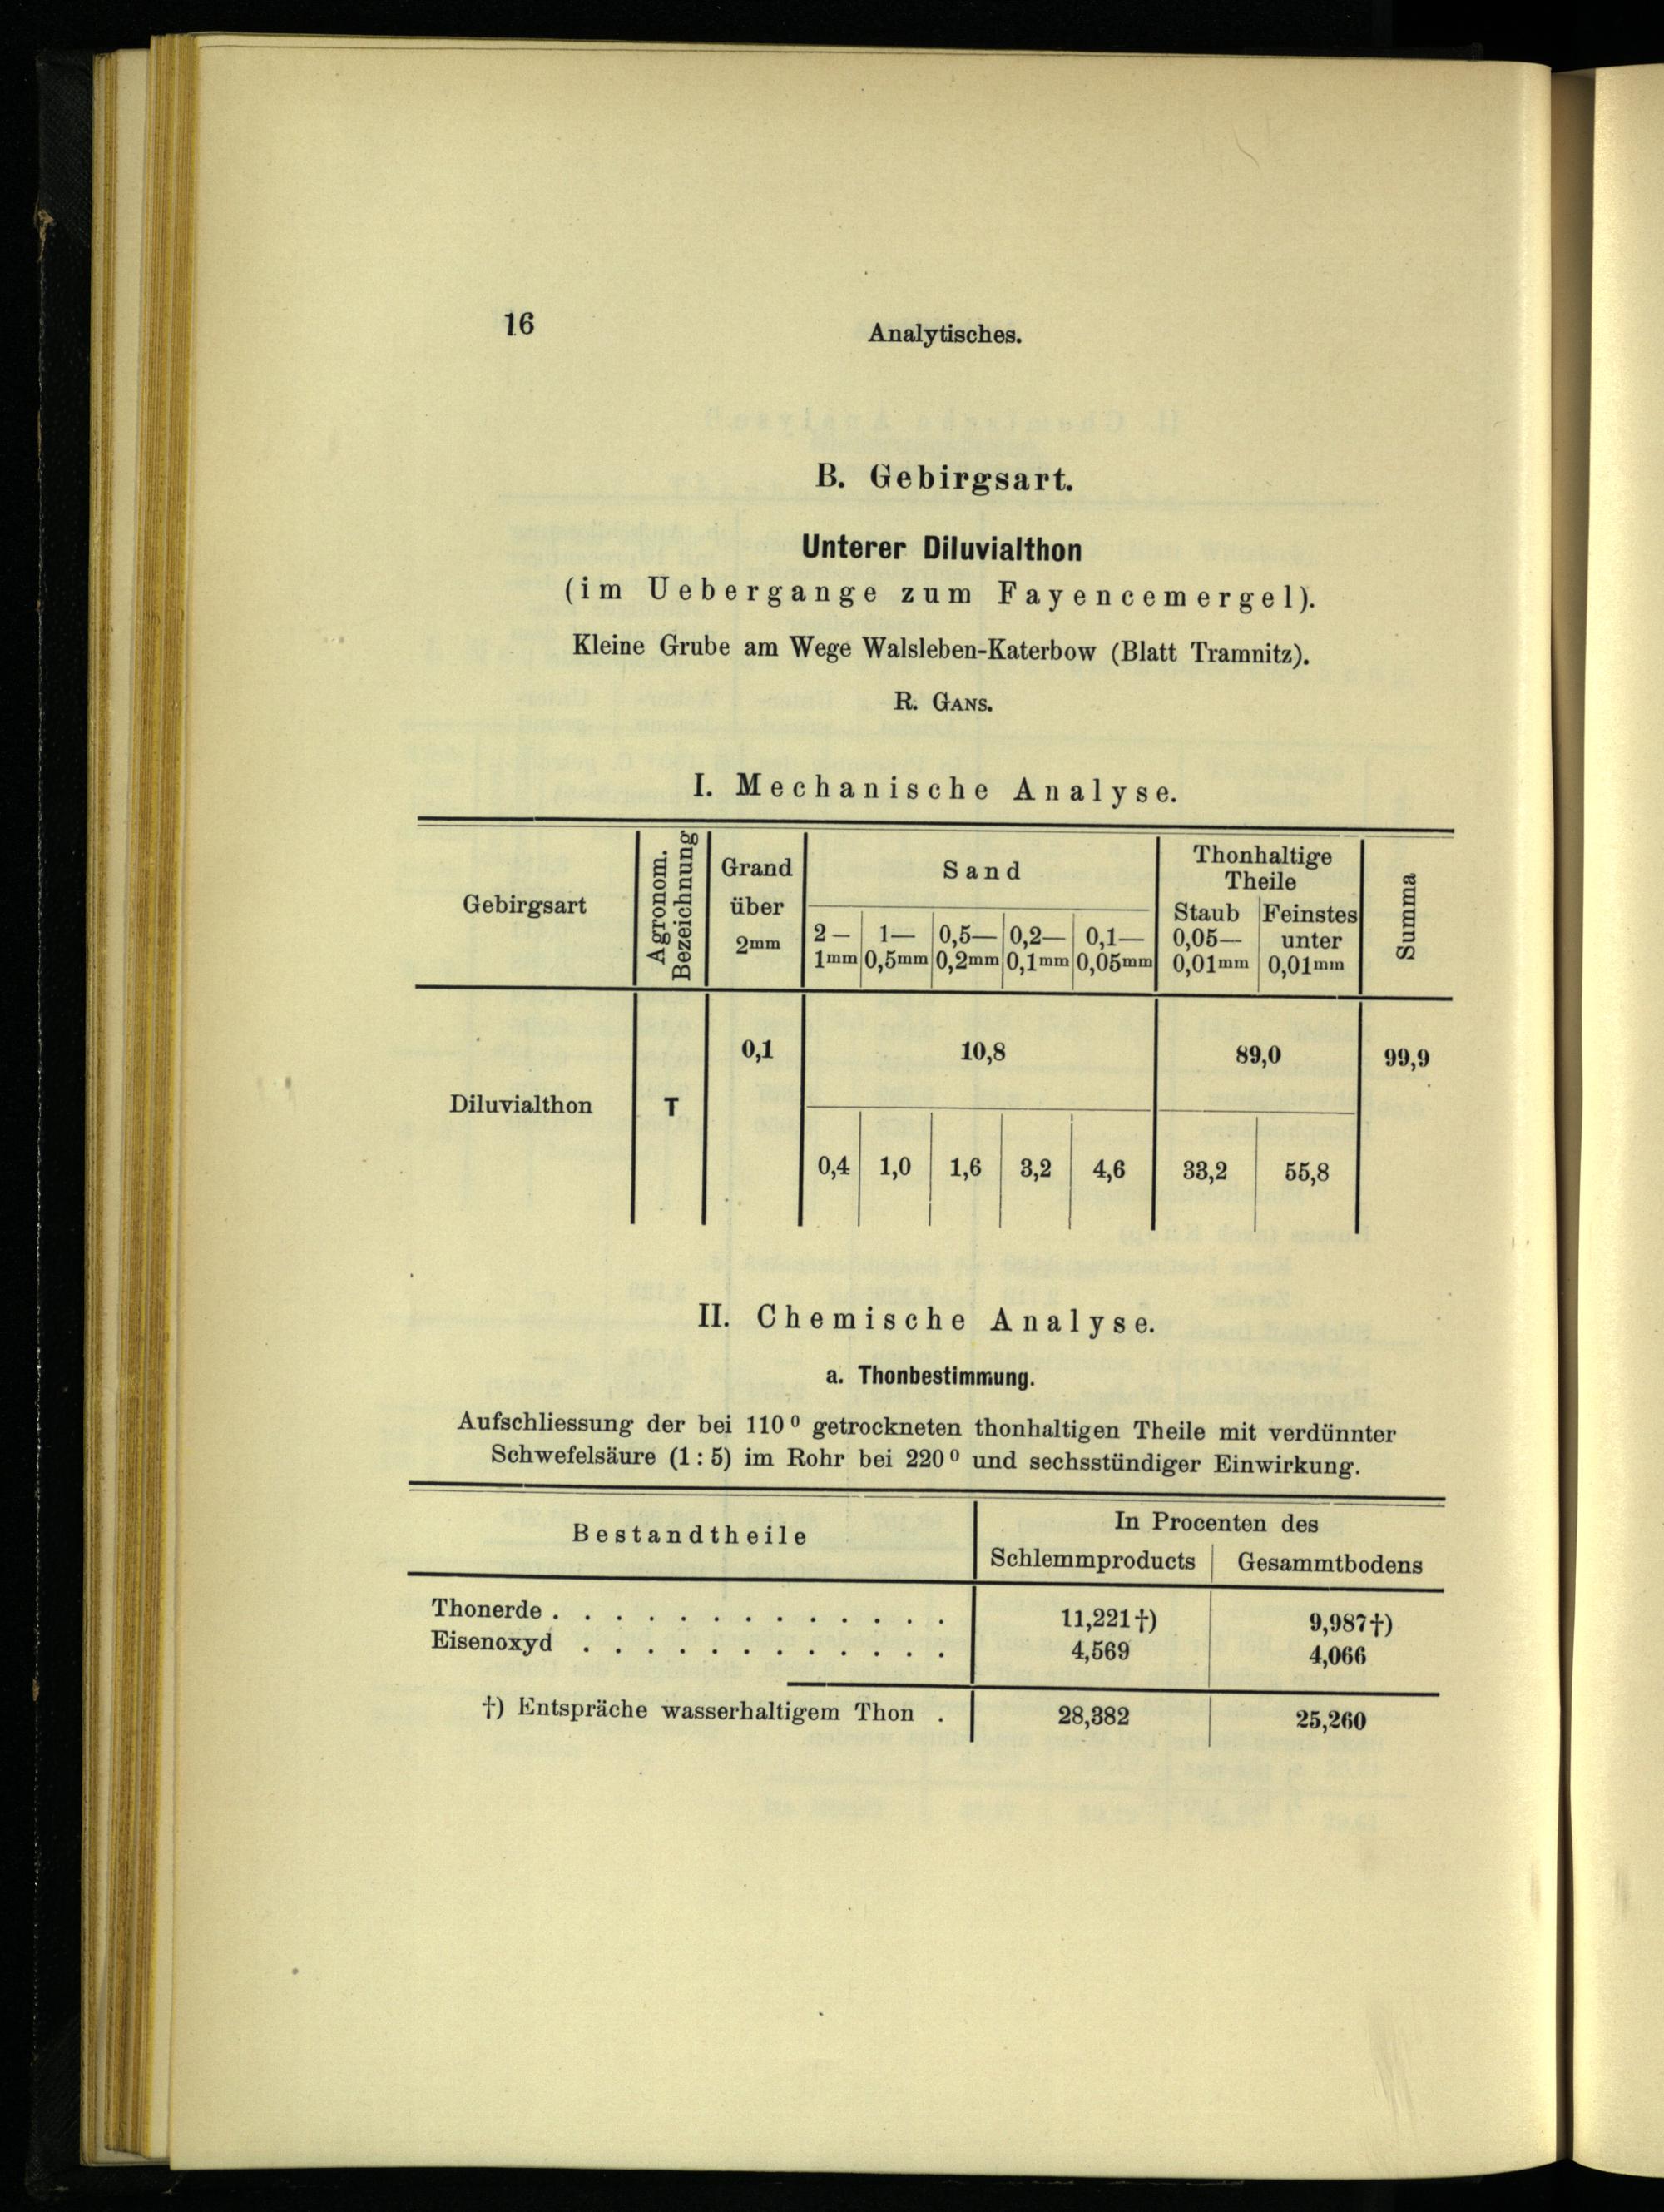 16
Analytisches.
B. Gebirgsart.
Unterer Diluvialthon
(im Uebergange zum Fayencemergel).
Kleine Grube am Wege Walsleben-Katerbow (Blatt Tramnitz).
R. GANS.
I. Mechanische Analyse.
Gebirgsart
Agronom.
Bezeichnung
Grand
über
2mm
Sand
2— 1— 0,5— 0,2— 0,1—
1mm 0,5mm 0,2mm 0,1mm 0,05mm
Thonhaltige
Theile
Staub Feinstes
0,05— unter
0,01mm 0,01mm
Summa
0,1 10,8 89,0 99,9
Diluvialthon T
0,4 1,0 1,6 3,2 4,6 33,2 55,8
II. Chemische Analyse.
a. Thonbestimmung.
Aufschliessung der bei 110⁰ getrockneten thonhaltigen Theile mit verdünnter
Schwefelsäure (1 : 5) im Rohr bei 220⁰ und sechsstündiger Einwirkung.
Bestandtheile
In Procenten des
Schlemmproducts Gesammtbodens
Thonerde . . . . . . . . . . . . . 11,221†) 9,987†)
Eisenoxyd . . . . . . . . . . . . 4,569 4,066
†) Entspräche wasserhaltigem Thon . 28,382 25,260